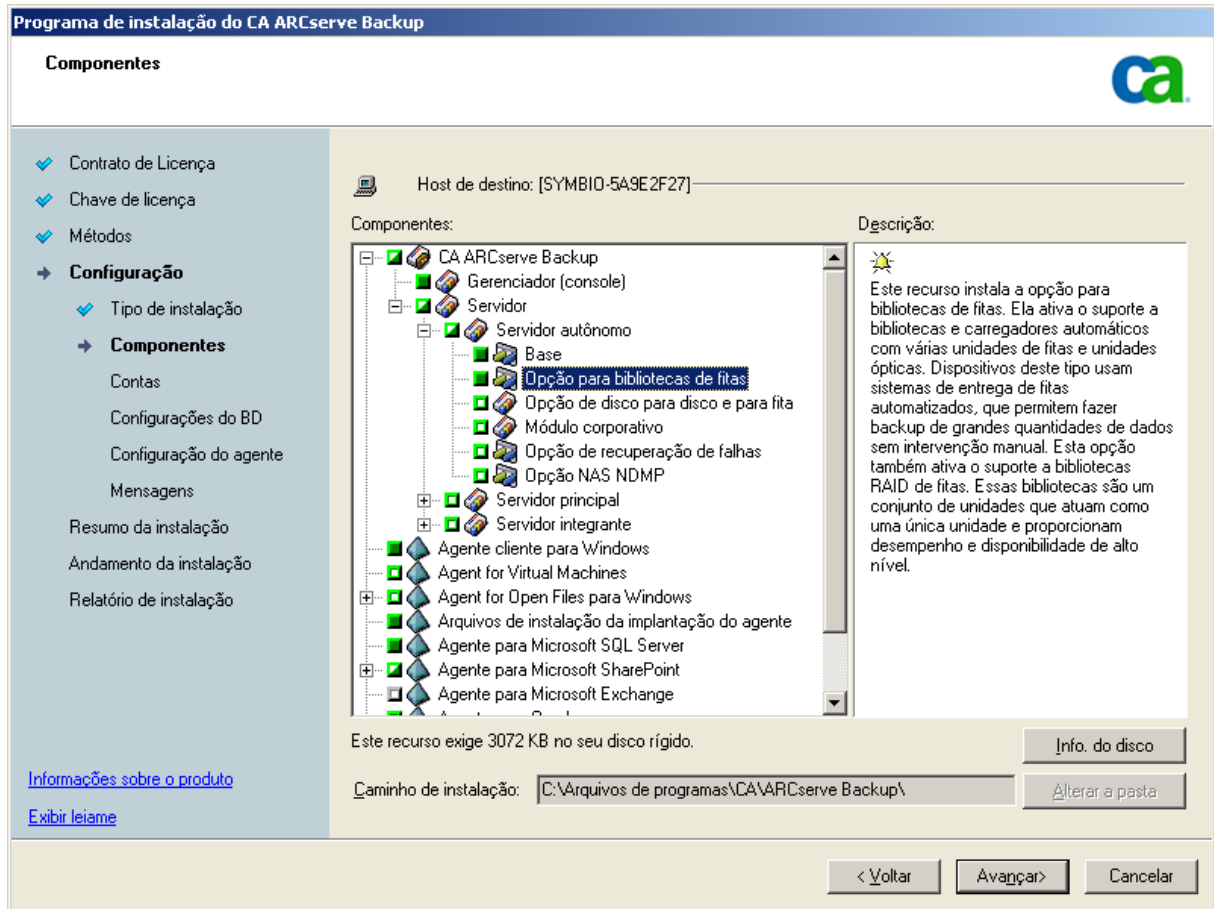 Programa de instalação do CA ARCserve Backup
Componentes
ca
Contrato de Licença
Chave de licença
Métodos
Configuração
Tipo de instalação
Componentes
Contas
Configurações do BD
Configuração do agente
Mensagens
Resumo da instalação
Andamento da instalação
Relatório de instalação
Informações sobre o produto
Exibir leiame
Host de destino: [SYMBIO-5A9E2F27]
Componentes:
CA ARCserve Backup
Gerenciador (console)
Servidor
Servidor autônomo
Base
Opção para bibliotecas de fitas
Opção de disco para disco e para fita
Módulo corporativo
Opção de recuperação de falhas
Opção NAS NDMP
Servidor principal
Servidor integrante
Agente cliente para Windows
Agent for Virtual Machines
Agent for Open Files para Windows
Arquivos de instalação da implantação do agente
Agente para Microsoft SQL Server
Agente para Microsoft SharePoint
Agente para Microsoft Exchange
Descrição:
Este recurso instala a opção para
bibliotecas de fitas. Ela ativa o suporte a
bibliotecas e carregadores automáticos
com várias unidades de fitas e unidades
ópticas. Dispositivos deste tipo usam
sistemas de entrega de fitas
automatizados, que permitem fazer
backup de grandes quantidades de dados
sem intervenção manual. Esta opção
também ativa o suporte a bibliotecas
RAID de fitas. Essas bibliotecas são um
conjunto de unidades que atuam como
uma única unidade e proporcionam
desempenho e disponibilidade de alto
nível.
Este recurso exige 3072 KB no seu disco rígido.
Info. do disco
Caminho de instalação: C:\Arquivos de programas\CA\ARCserve Backup\
Alterar a pasta
< Voltar
Avançar>
Cancelar